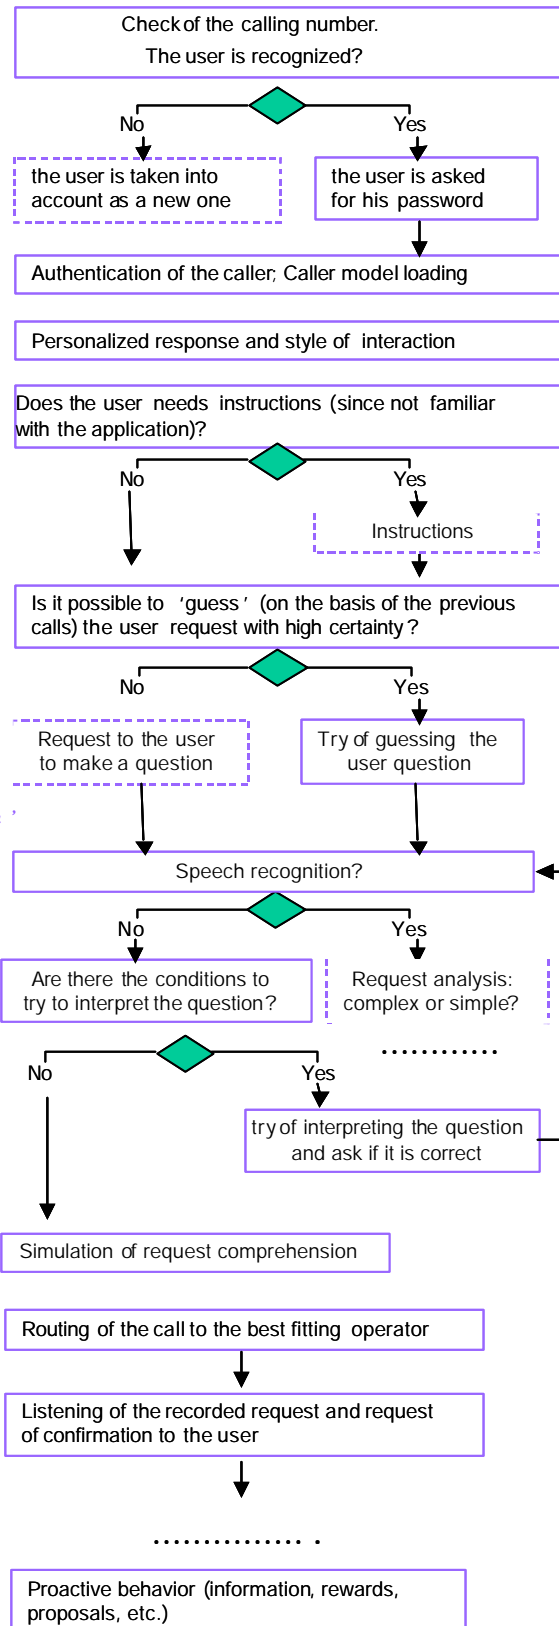 Check of the calling number.
The user is recognized?
No
Yes
the user is taken into
account as a new one
the user is asked
for his password
Authentication of the caller; Caller model loading
Personalized response and style of interaction
Does the user needs instructions (since not familiar
with the application)?
No
Yes
Instructions
Is it possible to 'guess' (on the basis of the previous
calls) the user request with high certainty?
No
Yes
Request to the user
to make a question
Try of guessing the
user question
Speech recognition?
No
Yes
Are there the conditions to
try to interpret the question?
Request analysis:
complex or simple?
............
No
Yes
try of interpreting the question
and ask if it is correct
Simulation of request comprehension
Routing of the call to the best fitting operator
Listening of the recorded request and request
of confirmation to the user
................ .
Proactive behavior (information, rewards,
proposals, etc.)